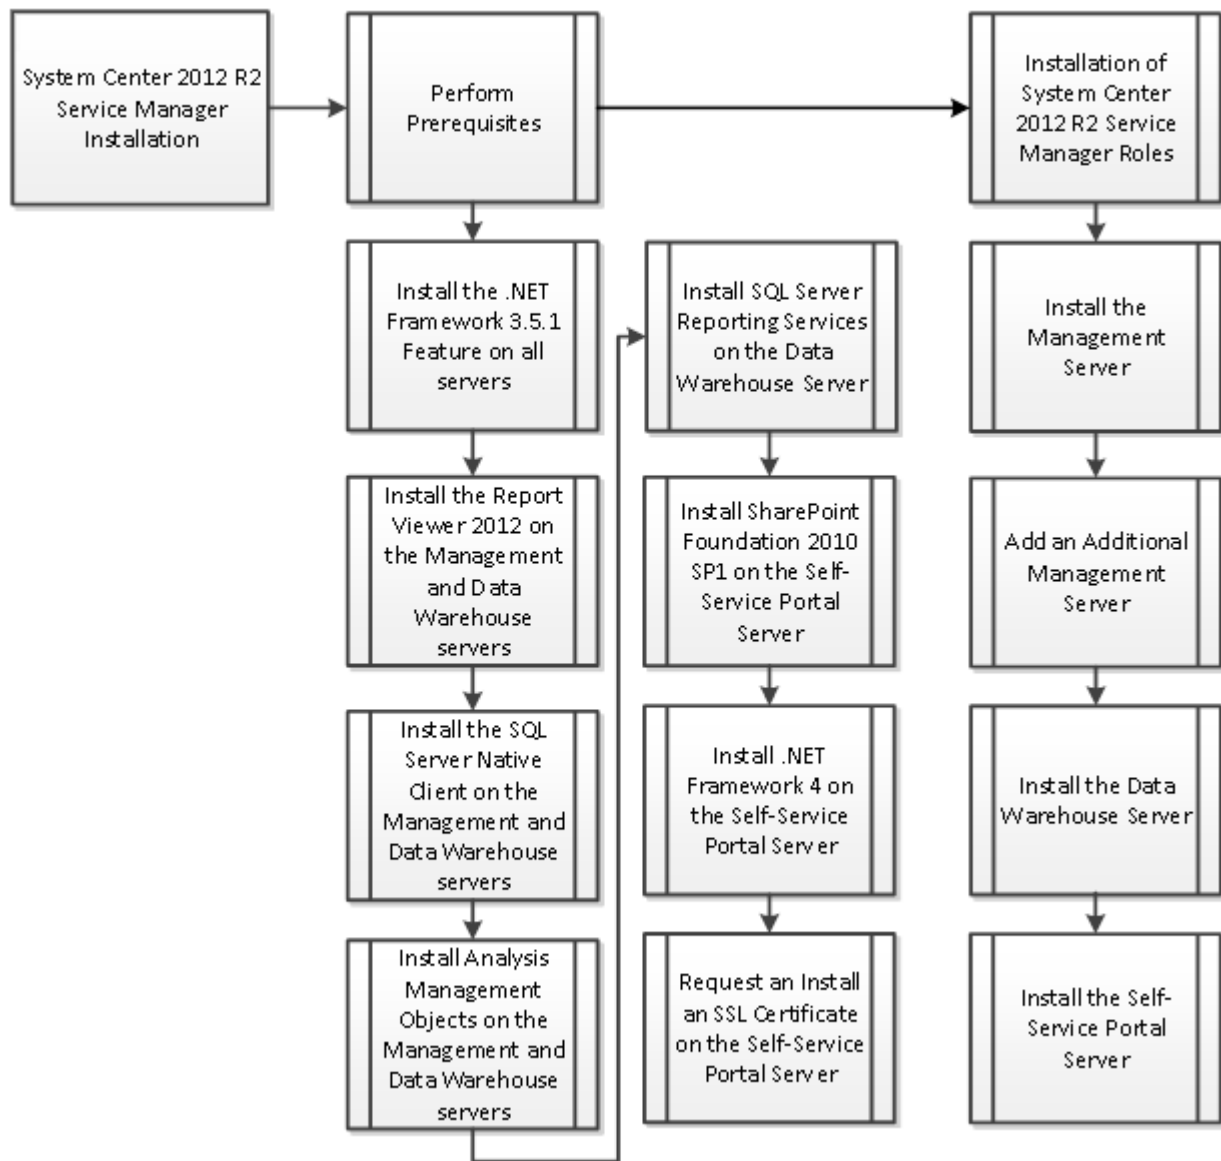 System Center 2012 R2
Service Manager
Installation
Perform
Prerequisites
Installation of
System Center
2012 R2 Service
Manager Roles
Install the .NET
Framework 3.5.1
Feature on all
servers
Install the Report
Viewer 2012 on
the Management
and Data
Warehouse
servers
Install the SQL
Server Native
Client on the
Management and
Data Warehouse
servers
Install Analysis
Management
Objects on the
Management and
Data Warehouse
servers
Install SQL Server
Reporting Services
on the Data
Warehouse Server
Install SharePoint
Foundation 2010
SP1 on the Self-
Service Portal
Server
Install .NET
Framework 4 on
the Self-Service
Portal Server
Request an Install
an SSL Certificate
on the Self-Service
Portal Server
Install the
Management
Server
Add an Additional
Management
Server
Install the Data
Warehouse Server
Install the Self-
Service Portal
Server